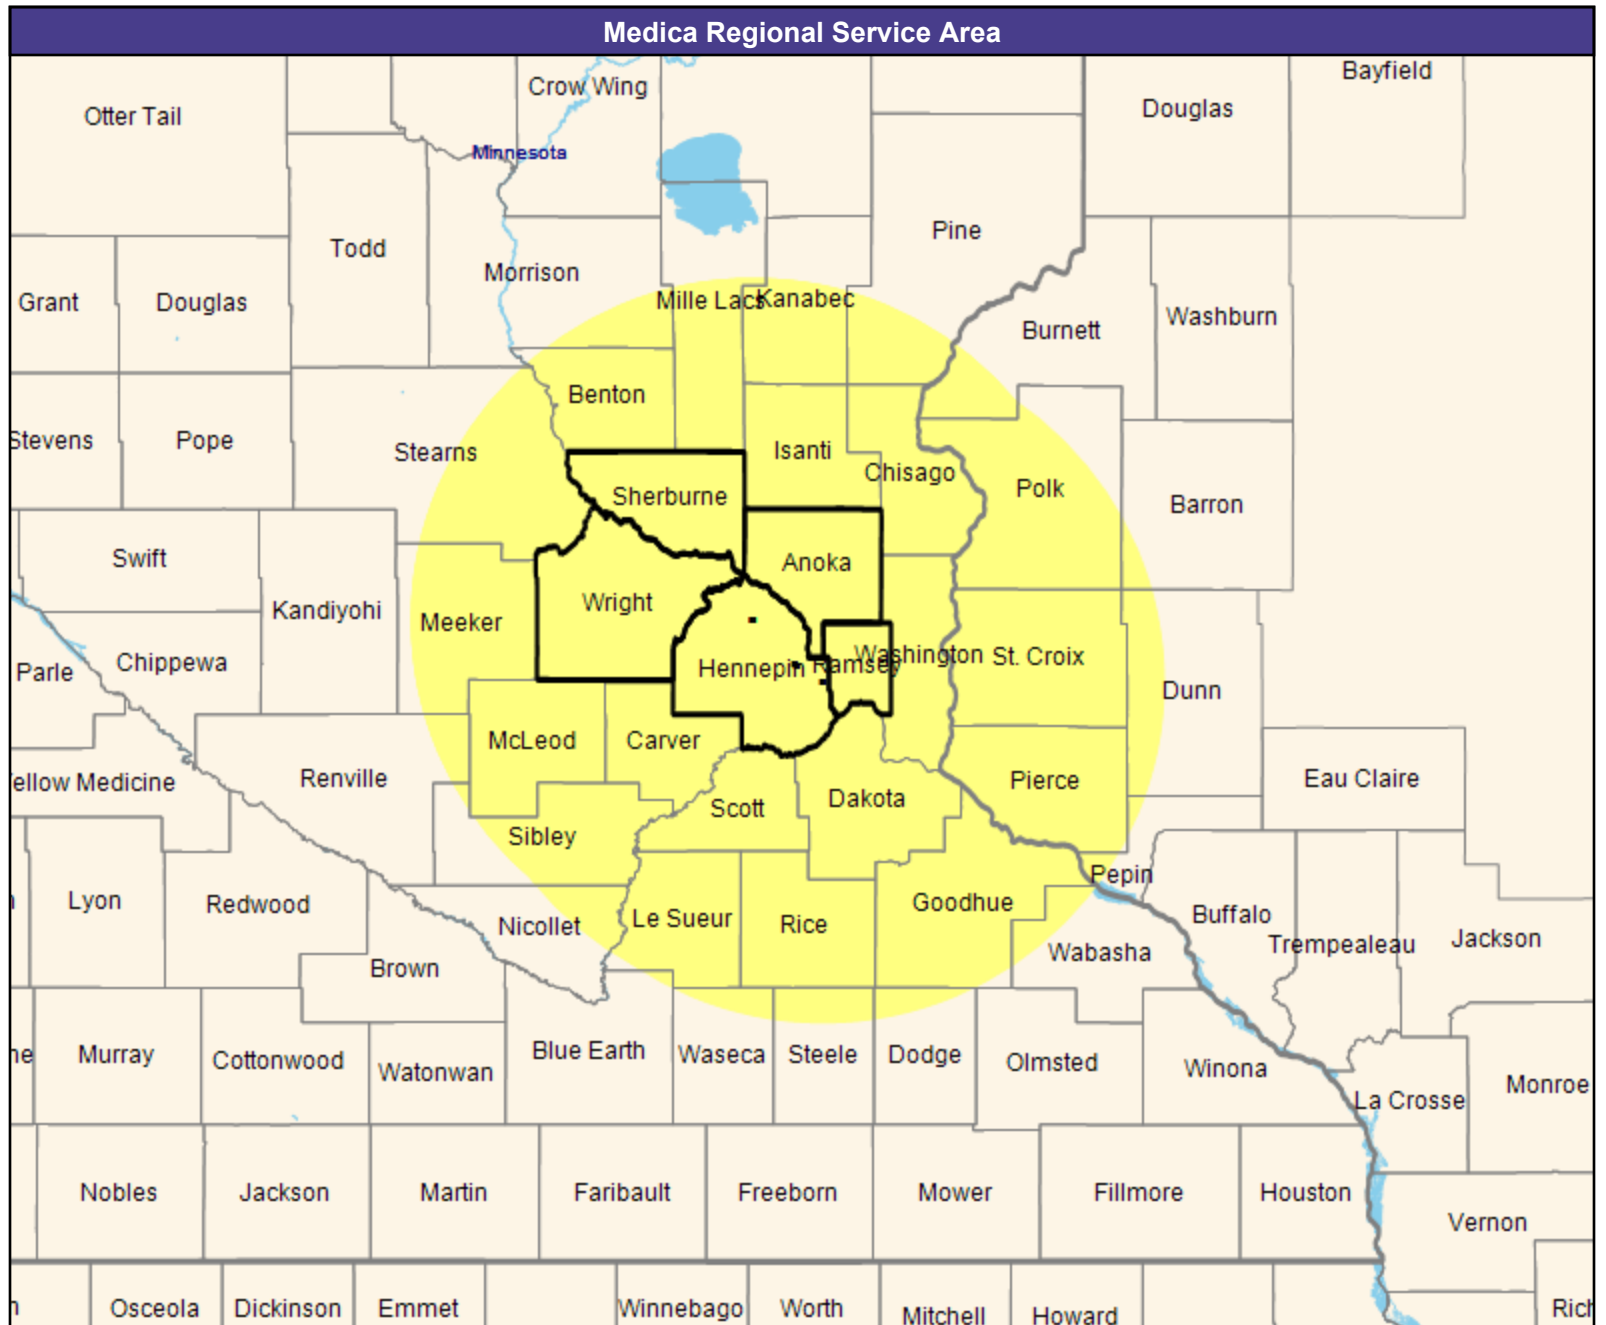 Medica Regional Service Area
Crow Wing
Bayfield
Otter Tail
Douglas
Minnesota
Pine
Todd
Morrison
Grant
Douglas
Mille Lacs
Kanabec
Washburn
Burnett
Benton
Stevens
Pope
Stearns
Isanti
Chisago
Polk
Sherburne
Barron
Swift
Anoka
Kandiyohi
Wright
Meeker
Washington
St. Croix
Parle
Chippewa
Hennepin
Ramsey
Dunn
McLeod
Carver
Renville
ellow Medicine
Pierce
Eau Claire
Scott
Dakota
Sibley
Pepin
Lyon
Redwood
Goodhue
Buffalo
Nicollet
Le Sueur
Rice
Trempealeau
Jackson
Brown
Wabasha
ne
Murray
Cottonwood
Watonwan
Blue Earth
Waseca
Steele
Dodge
Olmsted
Winona
La Crosse
Monroe
Nobles
Jackson
Martin
Faribault
Freeborn
Mower
Fillmore
Houston
Vernon
Osceola
Dickinson
Emmet
Winnebago
Worth
Mitchell
Howard
Rich